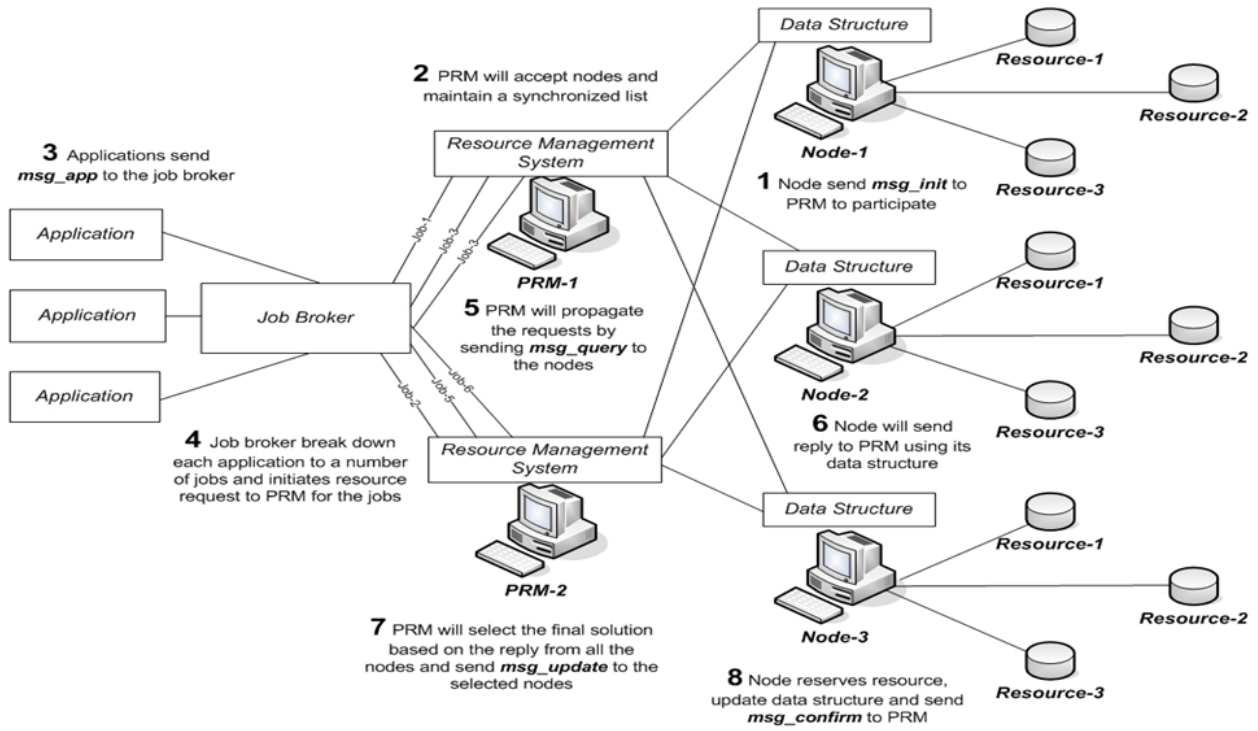 Data Structure
Resource-1
Resource-2
Node-1
Resource-3
2 PRM will accept nodes and
maintain a synchronized list
Resource Management
System
1 Node send msg_init to
PRM to participate
3 Applications send
msg_app to the job broker
Application
Application
Application
Job Broker
Job-1
Job-3
Job-3
PRM-1
5 PRM will propagate
the requests by
sending msg_query to
the nodes
Data Structure
Resource-1
Resource-2
Node-2
Resource-3
Job-2
Job-5
Job-6
4 Job broker break down
each application to a number
of jobs and initiates resource
request to PRM for the jobs
Resource Management
System
PRM-2
6 Node will send
reply to PRM using its
data structure
Data Structure
Resource-1
Resource-2
Node-3
Resource-3
7 PRM will select the final solution
based on the reply from all the
nodes and send msg_update to the
selected nodes
8 Node reserves resource,
update data structure and send
msg_confirm to PRM